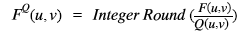 F^Q(u,v) = Integer Round (F(u,v)/Q(u,v))